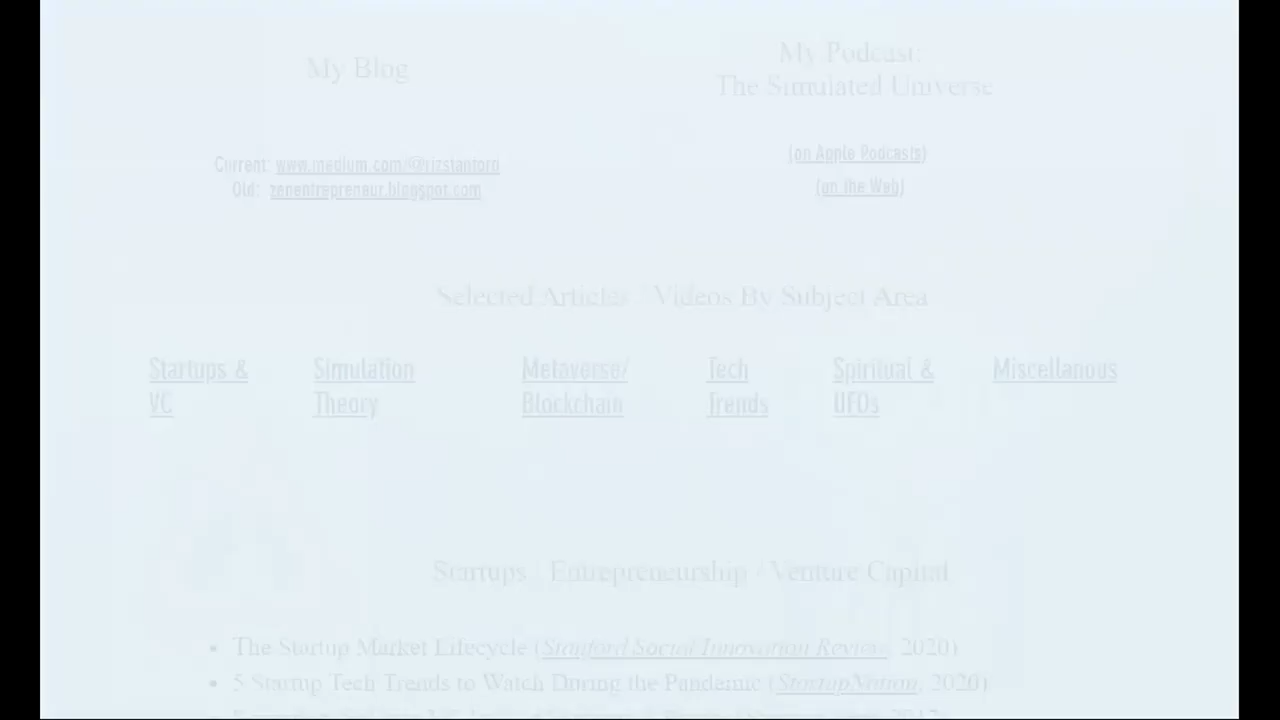 My Blog
My Podcast:
The Simulated Universe
Current: www.medium.com/@rizstanford
Old: zenentrepreneur.blogspot.com
(on Apple Podcasts)
(on the Web)
Selected Articles / Videos By Subject Area
Startups &
VC
Simulation
Theory
Metaverse/
Blockchain
Tech
Trends
Spiritual &
UFOs
Miscellanous
Startups / Entrepreneurship / Venture Capital
• The Startup Market Lifecycle (Stanford Social Innovation Review, 2020)
• 5 Startup Tech Trends to Watch During the Pandemic (StartupNation, 2020)